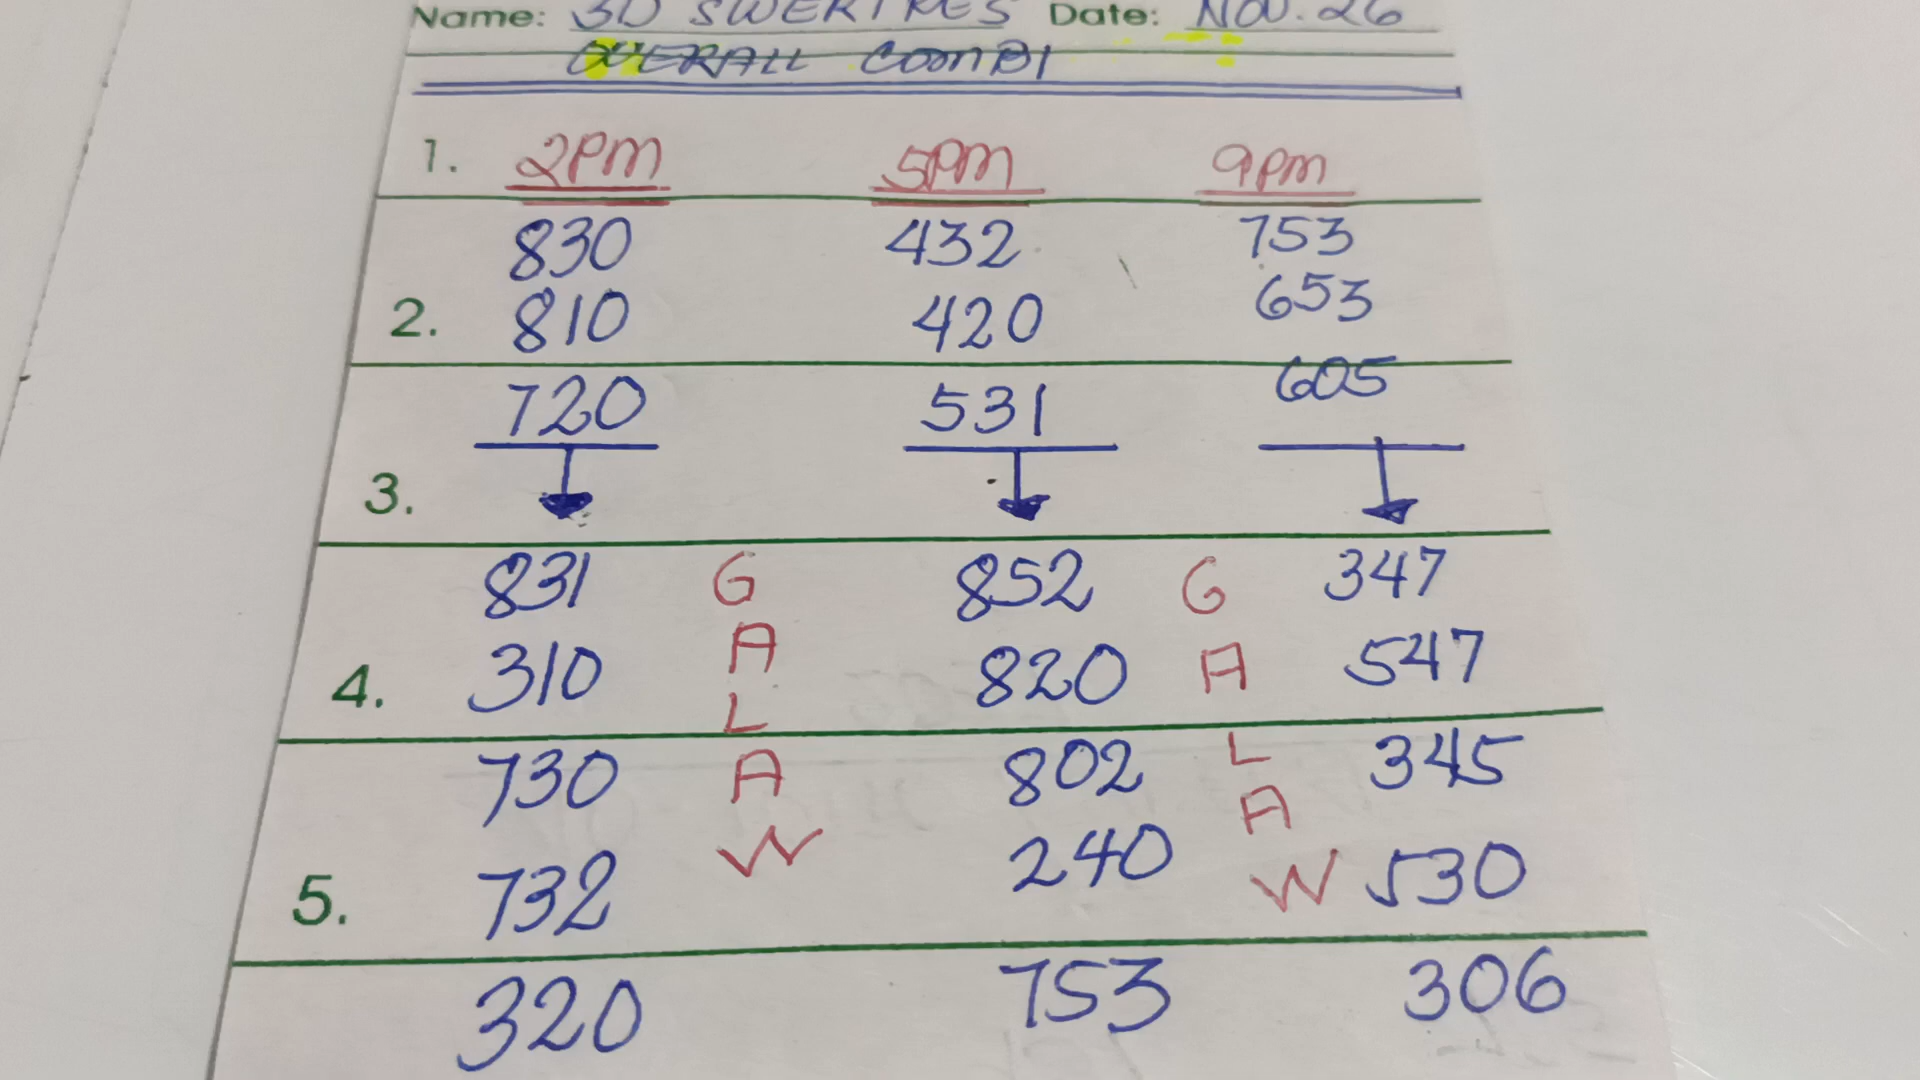 Name: 3D SWERTRES Date: NOV. 26
OVERALL COMBI
1. 2PM 5PM 9PM
830 432 753
2. 810 420 653
720 531 605
3.
831 G 852 G 347
A
4. 310 820 A 547
L
730 A 802 L 345
A
5. 732 W 240 W 530
320 753 306